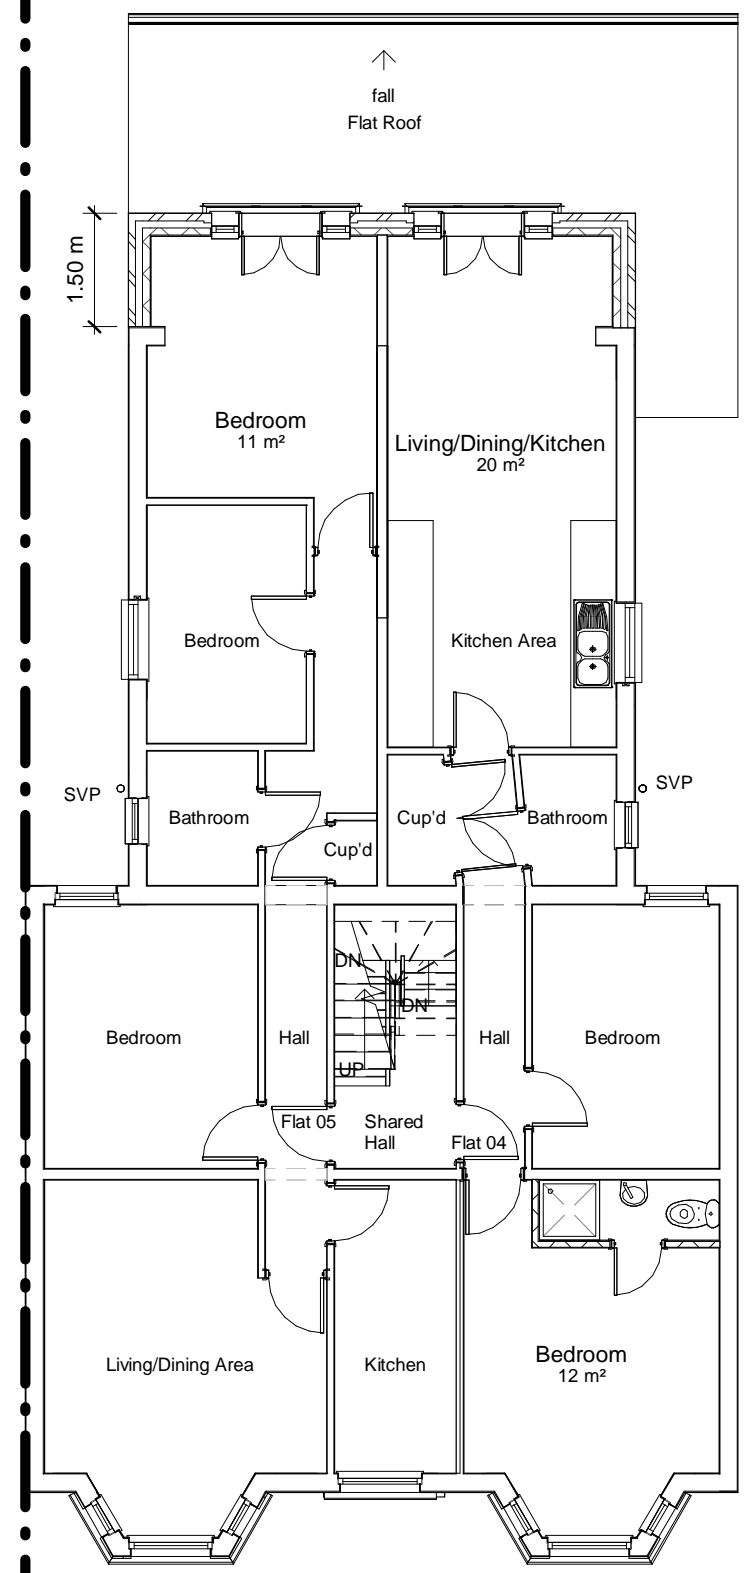 fall
Flat Roof
1.50 m
Bedroom
11 m²
Living/Dining/Kitchen
20 m²
Bedroom
Kitchen Area
SVP
SVP
Bathroom
Cup'd
Cup'd
Bathroom
DN
DN
Bedroom
Hall
Hall
Bedroom
UP
Flat 05
Shared
Hall
Flat 04
Living/Dining Area
Kitchen
Bedroom
12 m²